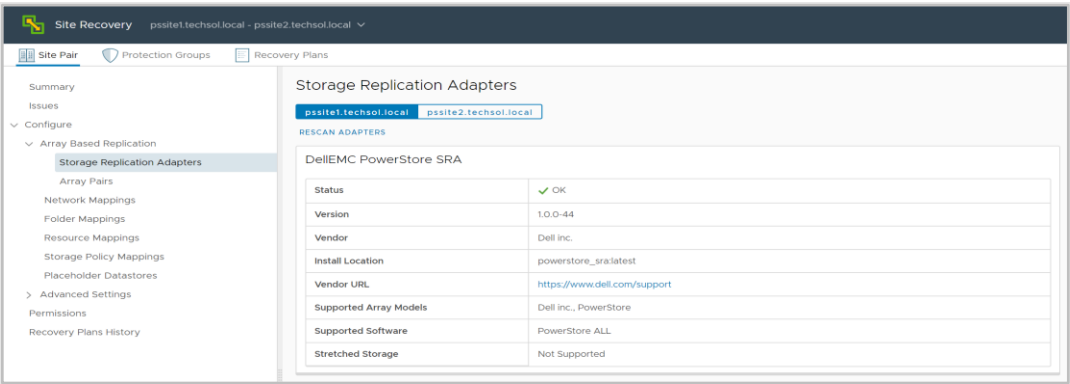 Site Recovery pssite1.techsol.local - pssite2.techsol.local
Site Pair Protection Groups Recovery Plans
Summary
Issues
Configure
Array Based Replication
Storage Replication Adapters
Array Pairs
Network Mappings
Folder Mappings
Resource Mappings
Storage Policy Mappings
Placeholder Datastores
Advanced Settings
Permissions
Recovery Plans History
Storage Replication Adapters
pssite1.techsol.local pssite2.techsol.local
RESCAN ADAPTERS
DellEMC PowerStore SRA
Status OK
Version 1.0.0-44
Vendor Dell inc.
Install Location powerstore_sra:latest
Vendor URL https://www.dell.com/support
Supported Array Models Dell inc., PowerStore
Supported Software PowerStore ALL
Stretched Storage Not Supported